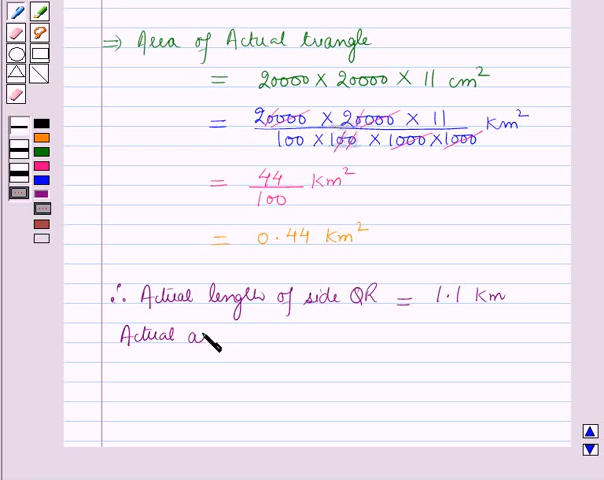 ⇒ Area of Actual triangle
= 20000 × 20000 × 11 cm²
= 20000 × 20000 × 11 / 100 × 100 × 1000 × 1000 Km²
= 44 / 100 Km²
= 0.44 Km²
∴ Actual length of side QR = 1.1 Km
Actual a